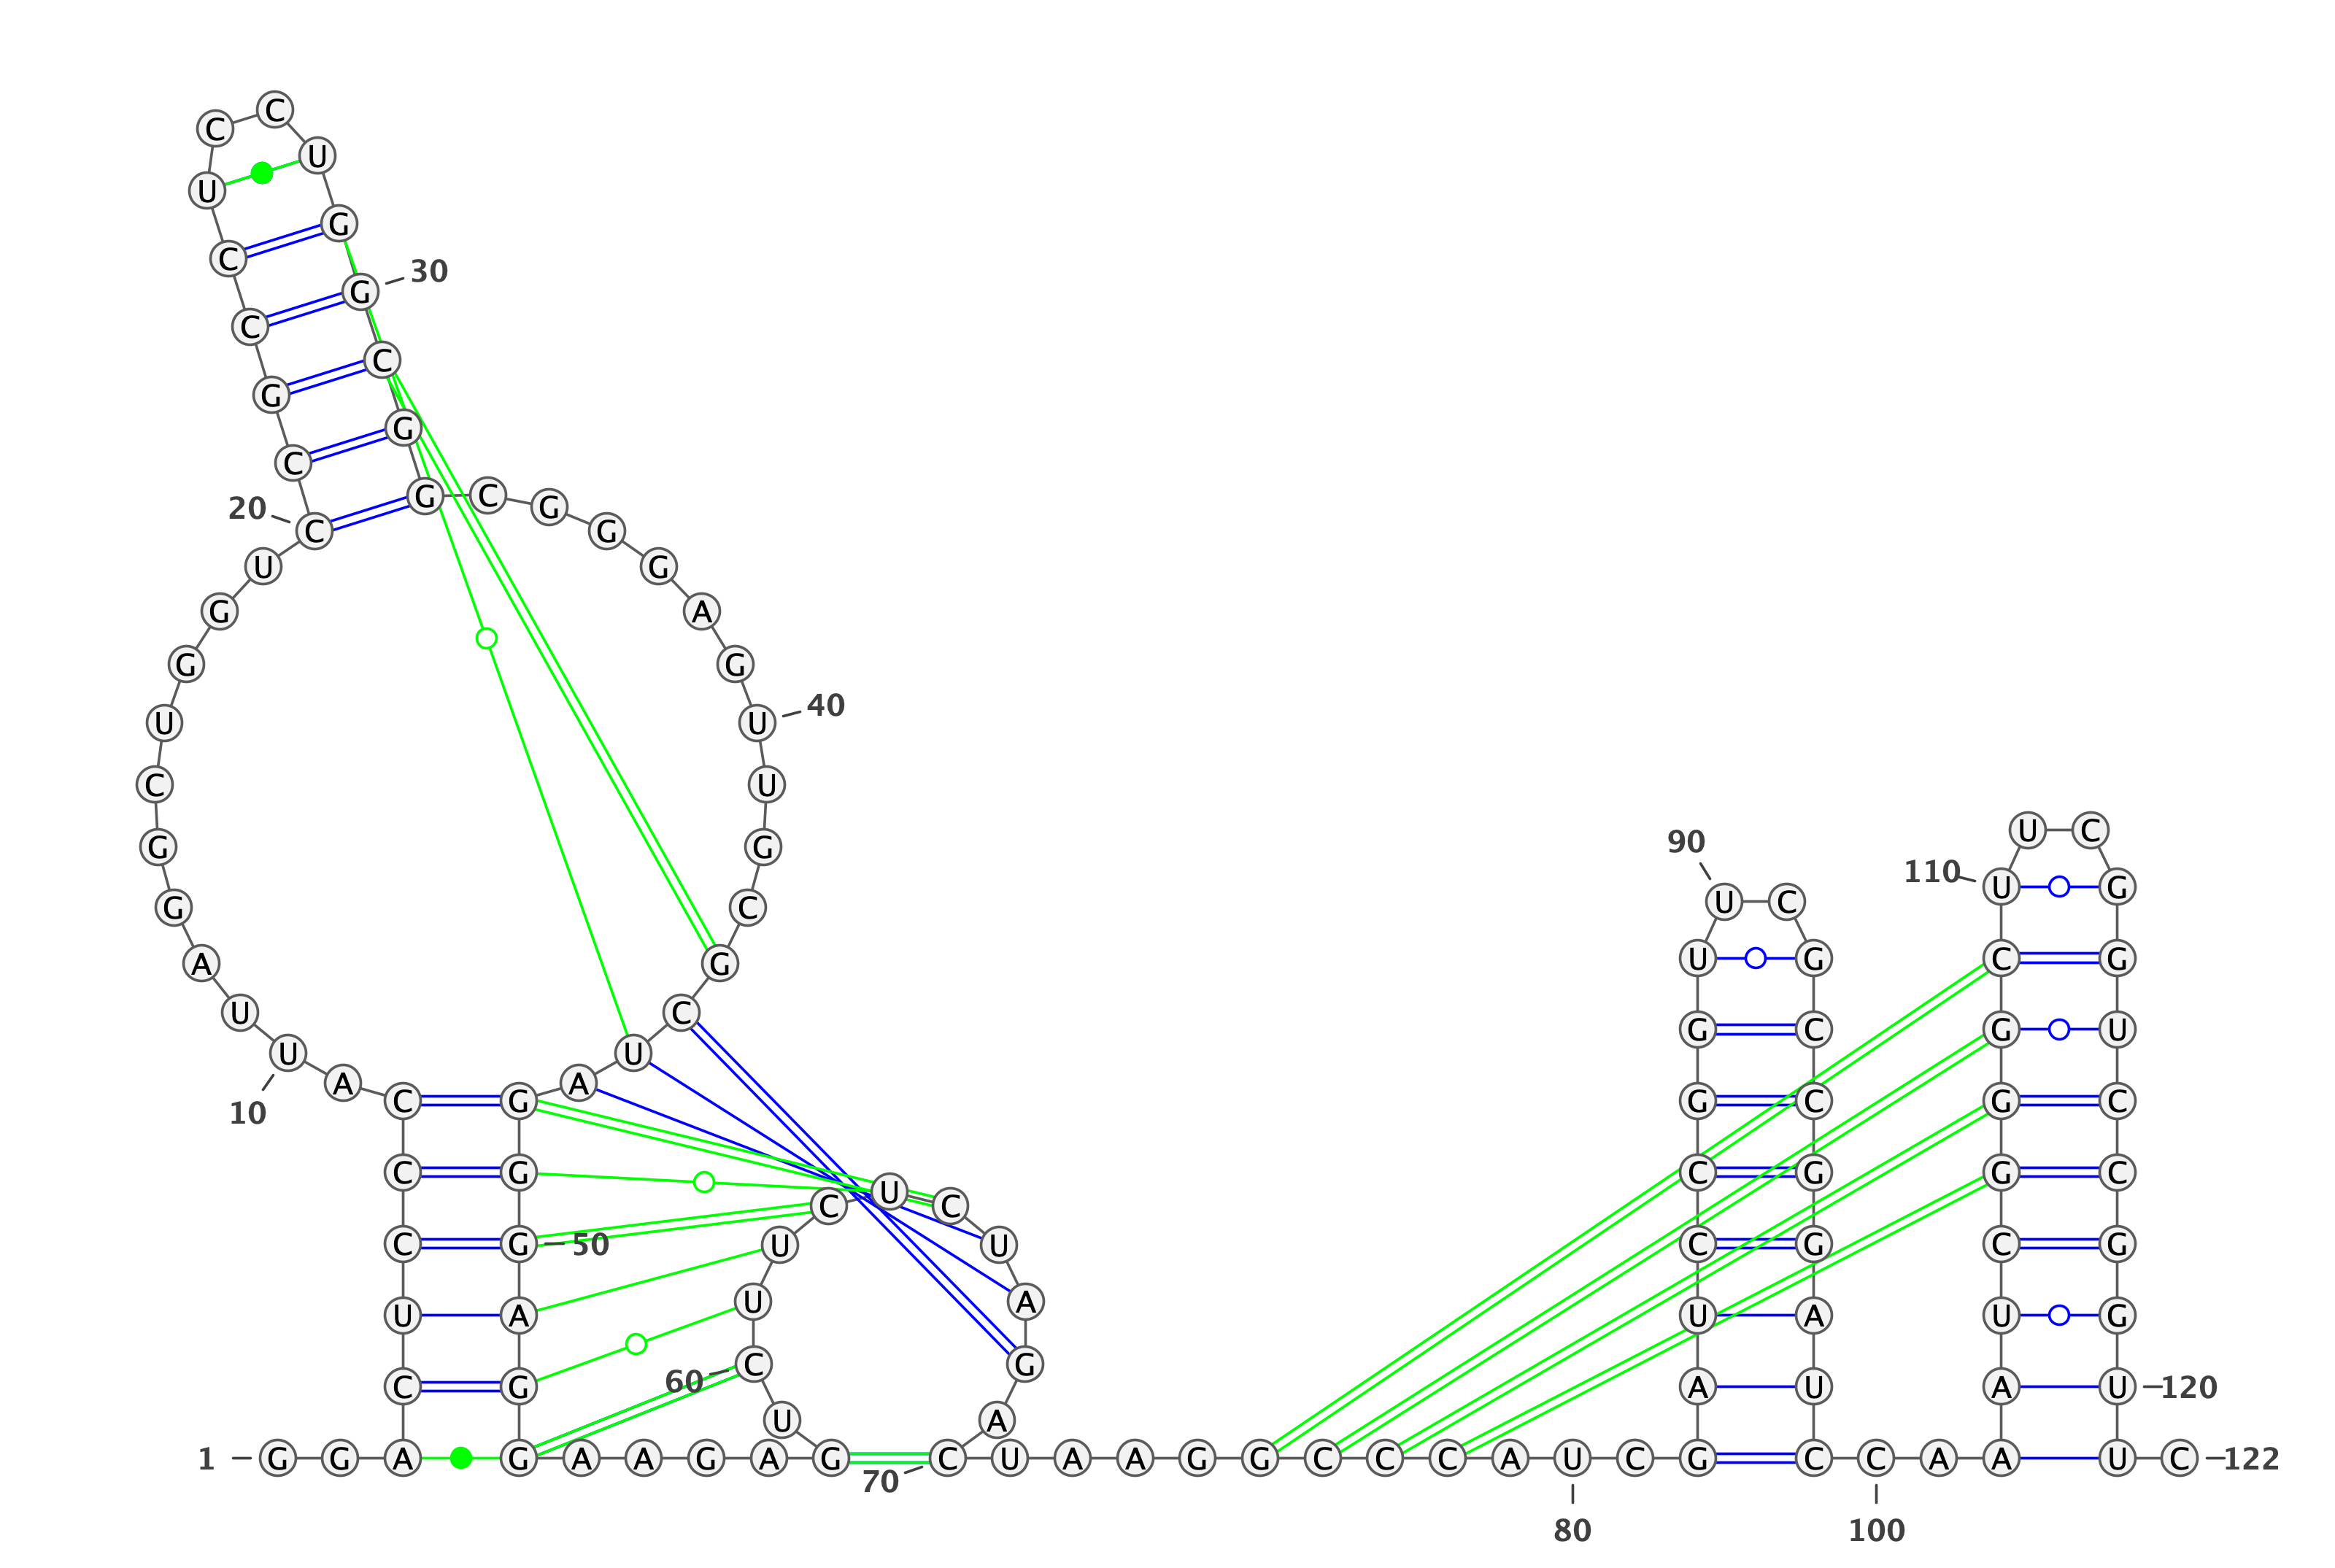 C
C
U
U
G
C
G 30
C
C
G
G
C
20 G C G
C G
U G
G A
G G
U U 40
C U
U C
90 G G
110 U G
U C
G C
A G U G C G
U C G C G U
U U
A A
C G G C G C
10
C G C G G C
U
C C
C G 50 U U C G C G
U A
U A U A U G
C G
60
C G A U A U 120
U A
1 G G A G A A G A G C U A A G G C C C A U C G C C A A A U C 122
70
80 100